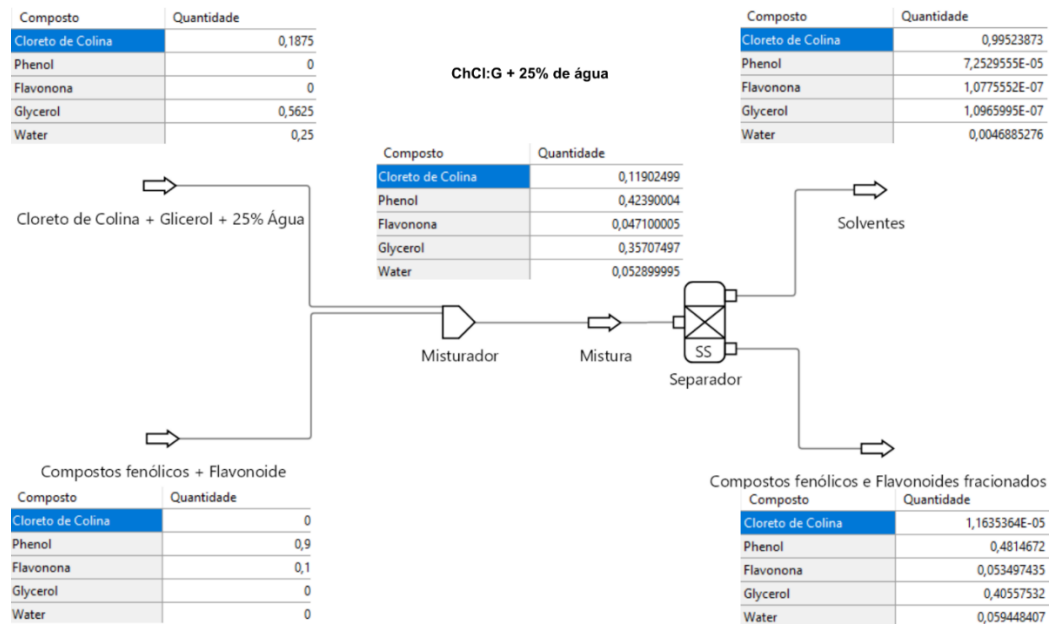 Composto Quantidade
Cloreto de Colina 0,1875
Phenol 0
Flavonona 0
Glycerol 0,5625
Water 0,25
ChCl:G + 25% de água
Composto Quantidade
Cloreto de Colina 0,99523873
Phenol 7,2529555E-05
Flavonona 1,0775552E-07
Glycerol 1,0965995E-07
Water 0,0046885276
Composto Quantidade
Cloreto de Colina 0,11902499
Phenol 0,42390004
Flavonona 0,047100005
Glycerol 0,35707497
Water 0,052899995
Cloreto de Colina + Glicerol + 25% Água
Solventes
Misturador
Mistura
SS
Separador
Compostos fenólicos + Flavonoide
Composto Quantidade
Cloreto de Colina 0
Phenol 0,9
Flavonona 0,1
Glycerol 0
Water 0
Compostos fenólicos e Flavonoides fracionados
Composto Quantidade
Cloreto de Colina 1,1635364E-05
Phenol 0,4814672
Flavonona 0,053497435
Glycerol 0,40557532
Water 0,059448407